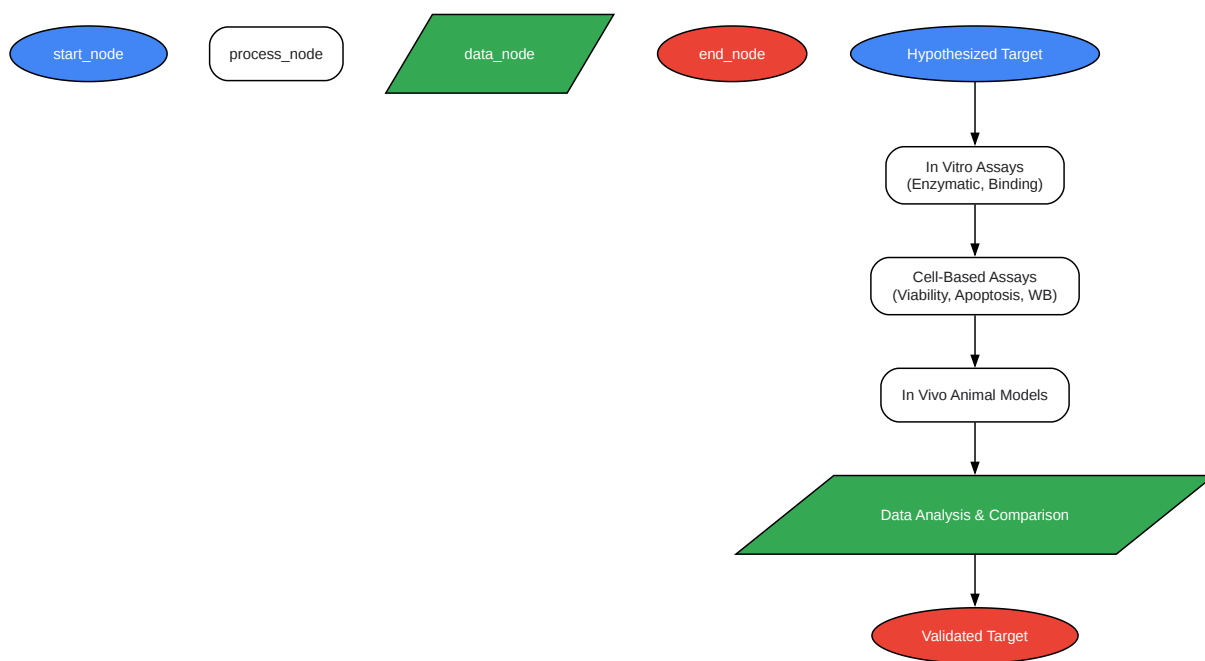 start_node
process_node
data_node
end_node
Hypothesized Target
In Vitro Assays
(Enzymatic, Binding)
Cell-Based Assays
(Viability, Apoptosis, WB)
In Vivo Animal Models
Data Analysis & Comparison
Validated Target